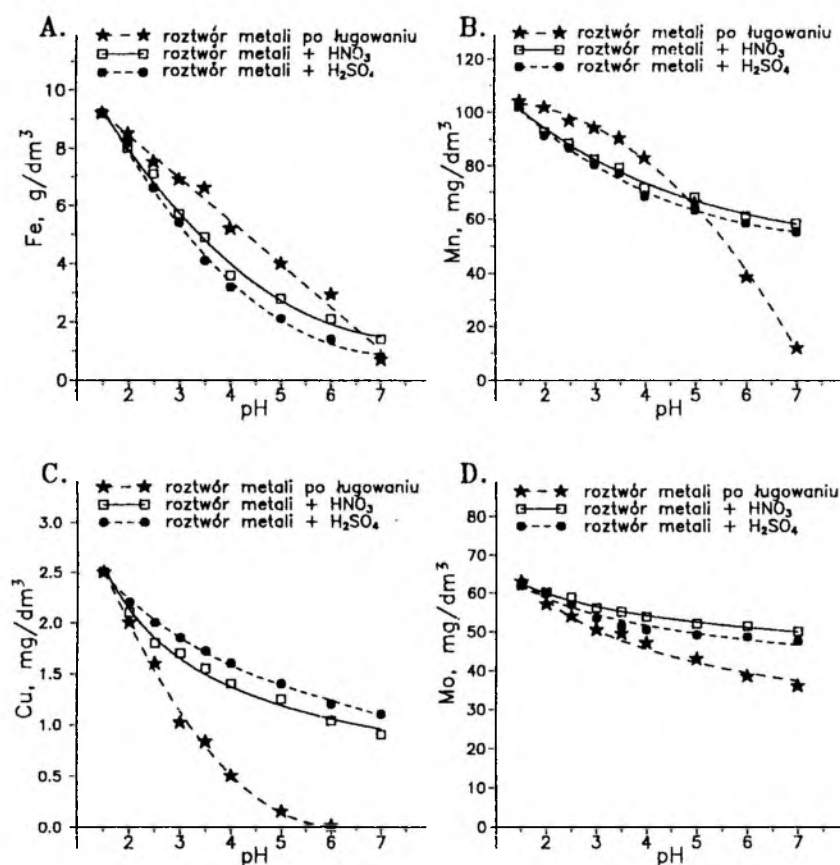 A.
roztwór metali po ługowaniu
roztwór metali + HNO₃
roztwór metali + H₂SO₄
10
8
6
4
2
0
Fe, g/dm³
2 3 4 5 6 7
pH
B.
roztwór metali po ługowaniu
roztwór metali + HNO₃
roztwór metali + H₂SO₄
120
100
80
60
40
20
0
Mn, mg/dm³
2 3 4 5 6 7
pH
C.
roztwór metali po ługowaniu
roztwór metali + HNO₃
roztwór metali + H₂SO₄
3.0
2.5
2.0
1.5
1.0
0.5
0.0
Cu, mg/dm³
2 3 4 5 6 7
pH
D.
roztwór metali po ługowaniu
roztwór metali + HNO₃
roztwór metali + H₂SO₄
80
70
60
50
40
30
20
10
0
Mo, mg/dm³
2 3 4 5 6 7
pH